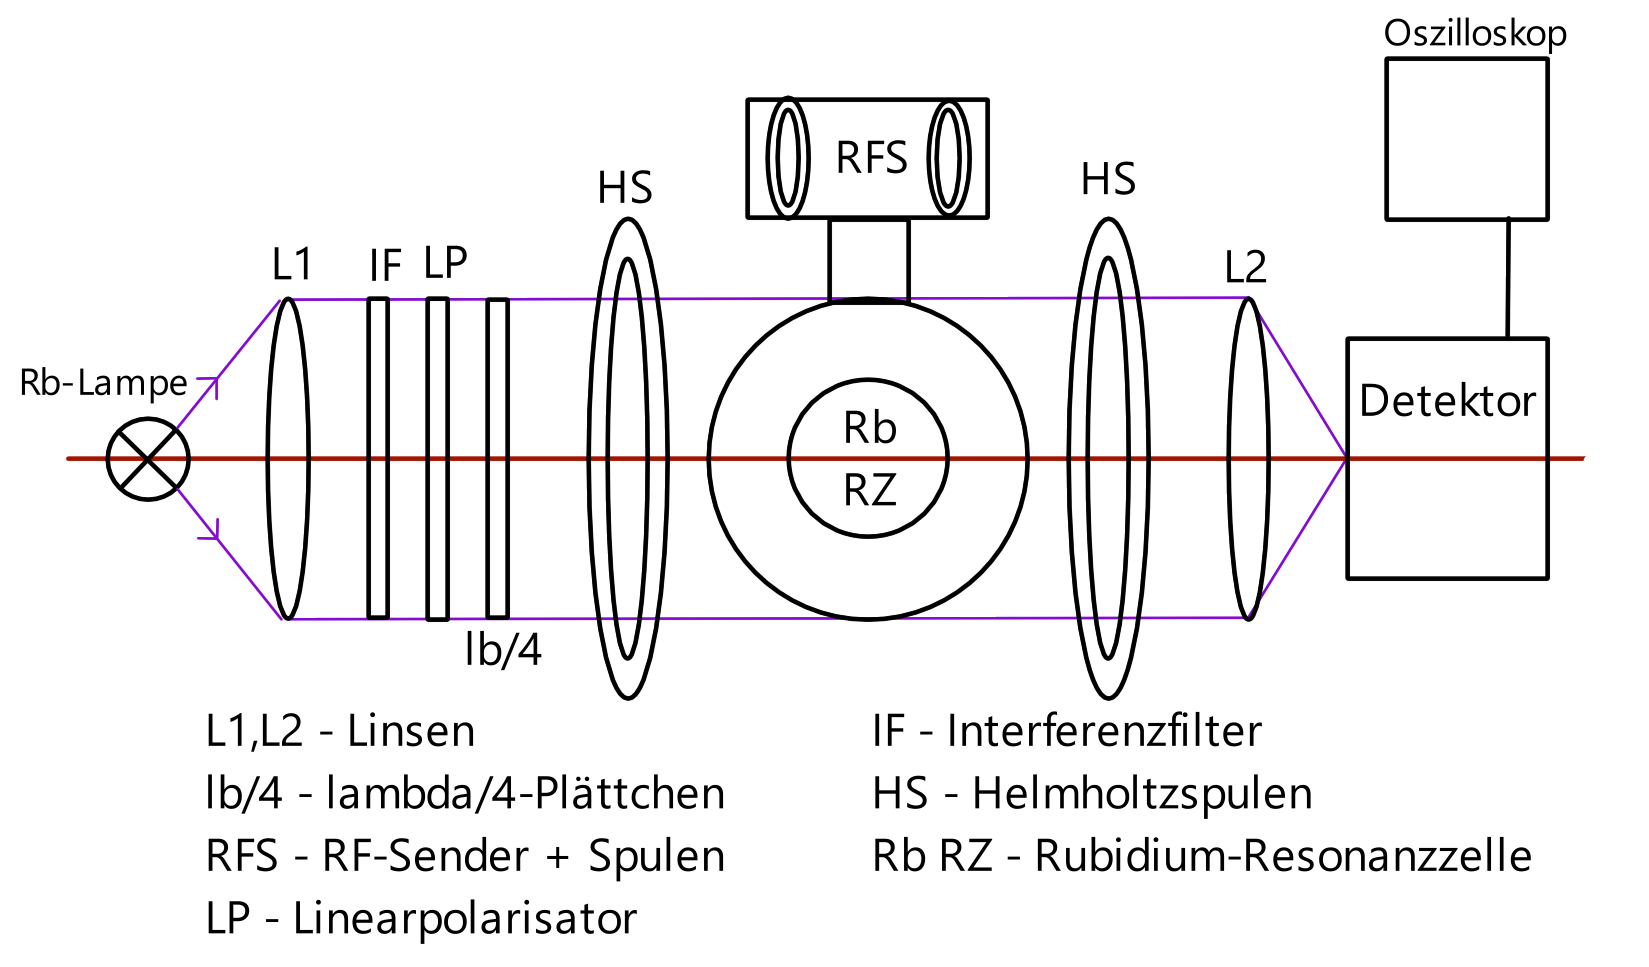 Oszilloskop
RFS
HS
HS
L1
IF
LP
L2
Rb-Lampe
Rb
RZ
Detektor
lb/4
L1,L2 - Linsen
lb/4 - lambda/4-Plättchen
RFS - RF-Sender + Spulen
LP - Linearpolarisator
IF - Interferenzfilter
HS - Helmholtzspulen
Rb RZ - Rubidium-Resonanzzelle